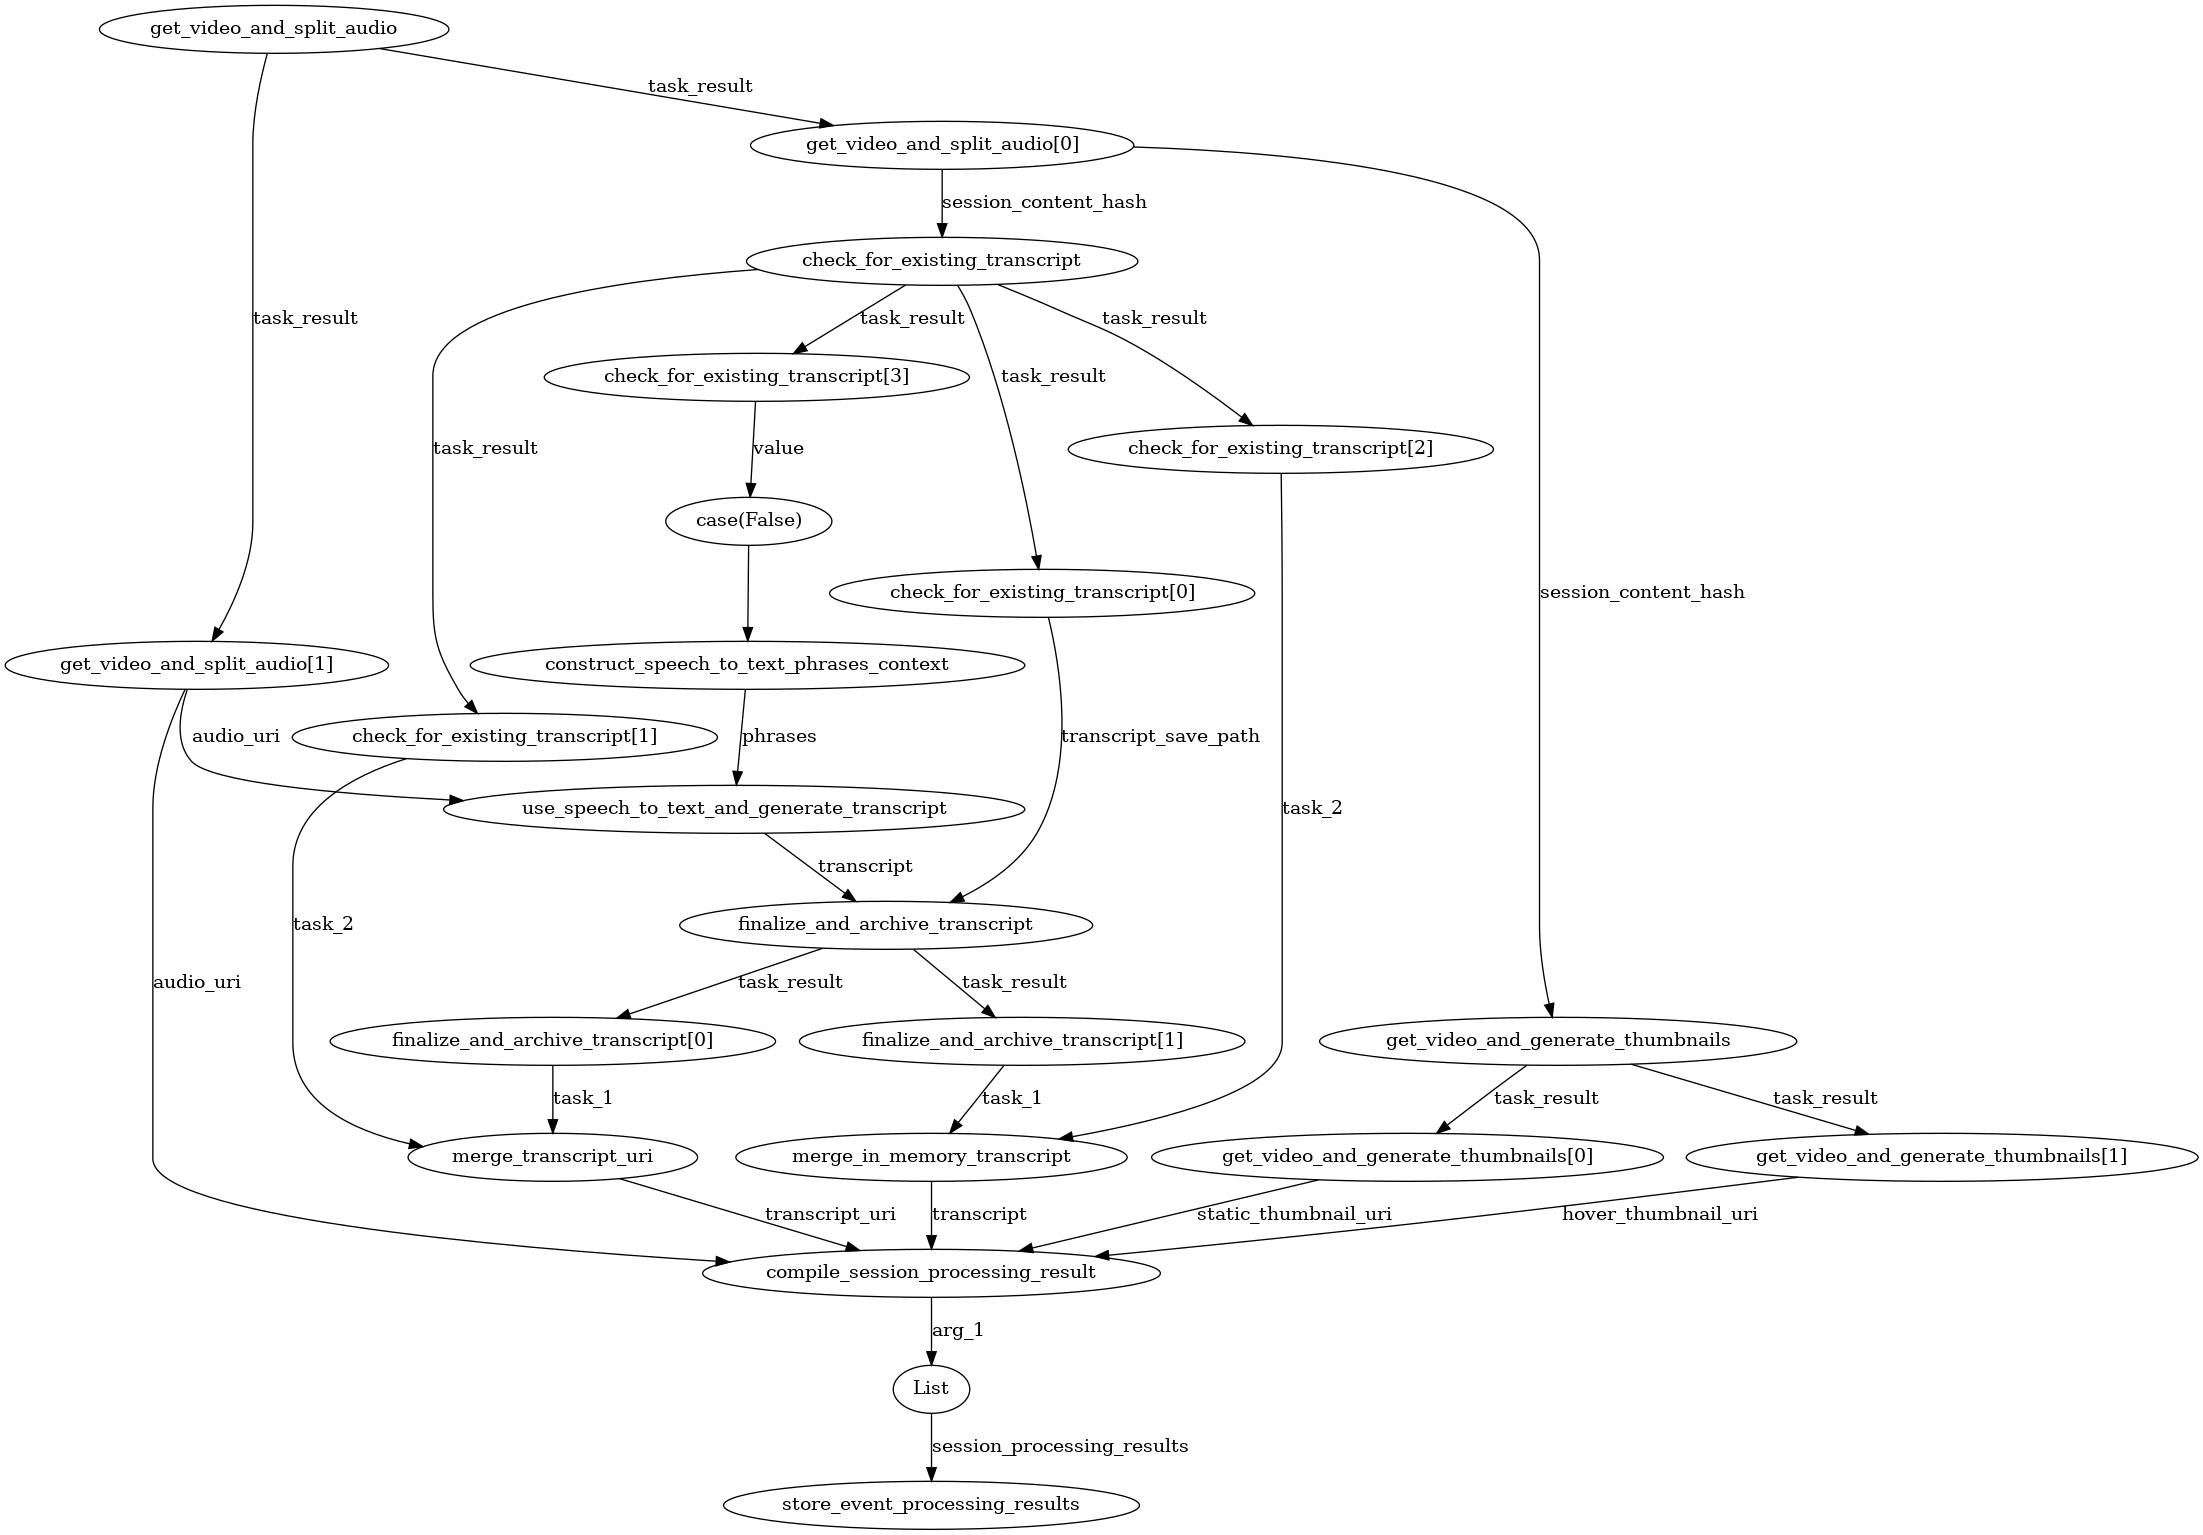 get_video_and_split_audio
task_result
get_video_and_split_audio[0]
session_content_hash
check_for_existing_transcript
task_result
task_result
task_result
task_result
check_for_existing_transcript[3]
task_result
check_for_existing_transcript[2]
value
case(False)
check_for_existing_transcript[0]
session_content_hash
get_video_and_split_audio[1]
construct_speech_to_text_phrases_context
audio_uri
check_for_existing_transcript[1]
phrases
transcript_save_path
use_speech_to_text_and_generate_transcript
task_2
transcript
finalize_and_archive_transcript
task_2
audio_uri
task_result
task_result
finalize_and_archive_transcript[0]
finalize_and_archive_transcript[1]
get_video_and_generate_thumbnails
task_1
task_1
task_result
task_result
merge_transcript_uri
merge_in_memory_transcript
get_video_and_generate_thumbnails[0]
get_video_and_generate_thumbnails[1]
transcript_uri
transcript
static_thumbnail_uri
hover_thumbnail_uri
compile_session_processing_result
arg_1
List
session_processing_results
store_event_processing_results